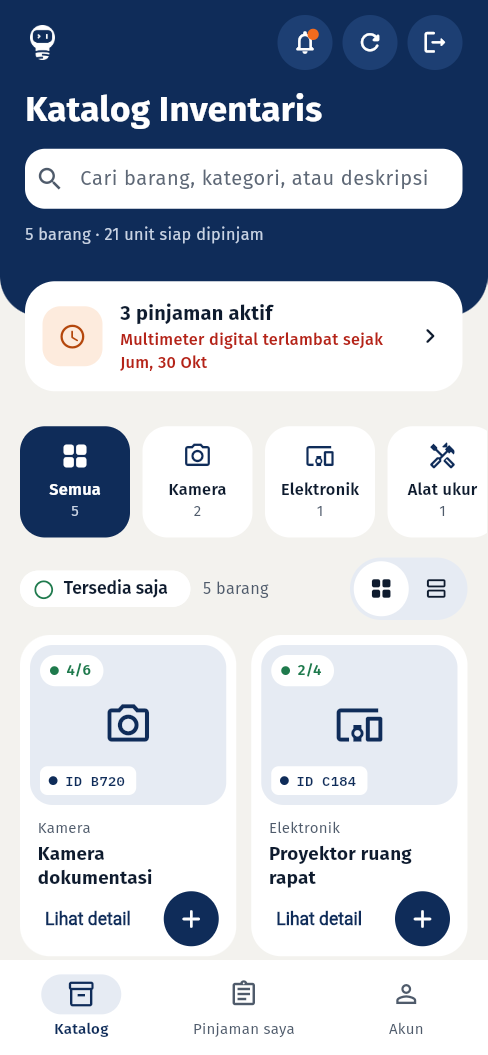 Katalog Inventaris
Cari barang, kategori, atau deskripsi
5 barang · 21 unit siap dipinjam
3 pinjaman aktif
Multimeter digital terlambat sejak
Jum, 30 Okt
Semua
5
Kamera
2
Elektronik
1
Alat ukur
1
Tersedia saja
5 barang
4/6
ID B720
Kamera
Kamera
dokumentasi
Lihat detail
2/4
ID C184
Elektronik
Proyektor ruang
rapat
Lihat detail
Katalog
Pinjaman saya
Akun